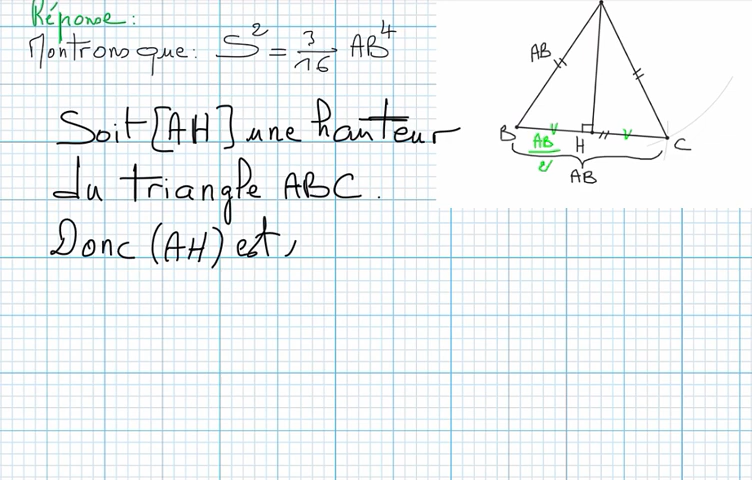 Réponse:
Montrons que: S² = 3/16 AB⁴
Soit [AH] une hauteur
du triangle ABC.
Donc (AH) est
AB
B
AB/2
H
C
AB